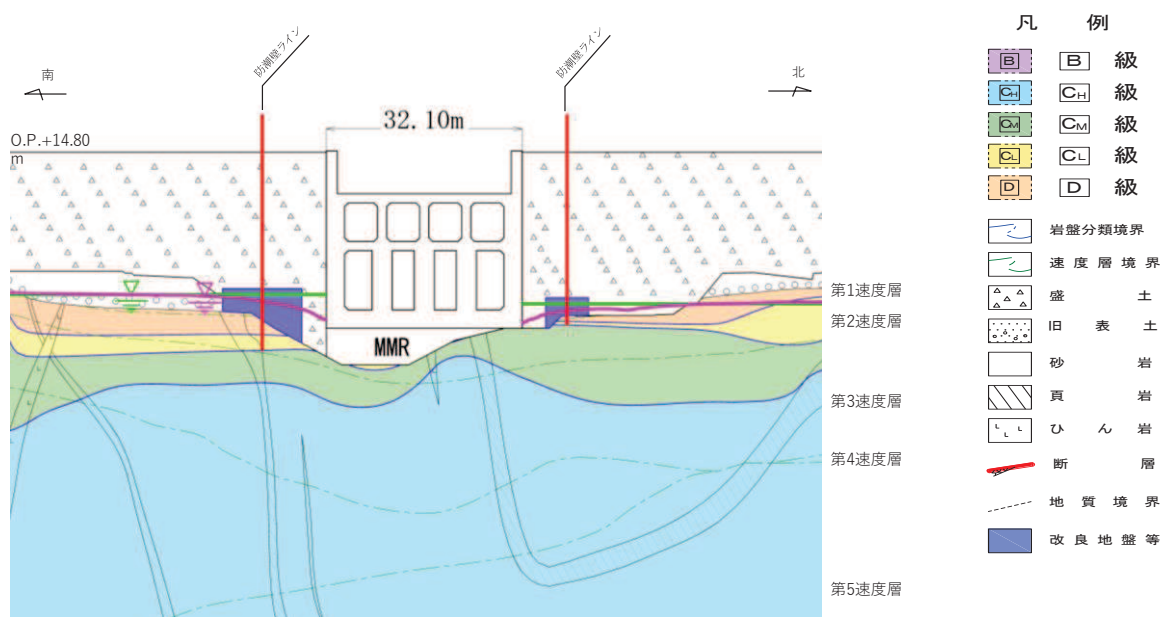 防潮壁ライン
防潮壁ライン
南
北
32.10m
O.P.+14.80
m
MMR
第1速度層
第2速度層
第3速度層
第4速度層
第5速度層
凡 例
B B 級
CH CH 級
CM CM 級
CL CL 級
D D 級
岩盤分類境界
速度層境界
盛土
旧表土
砂岩
頁岩
ひん岩
断層
地質境界
改良地盤等